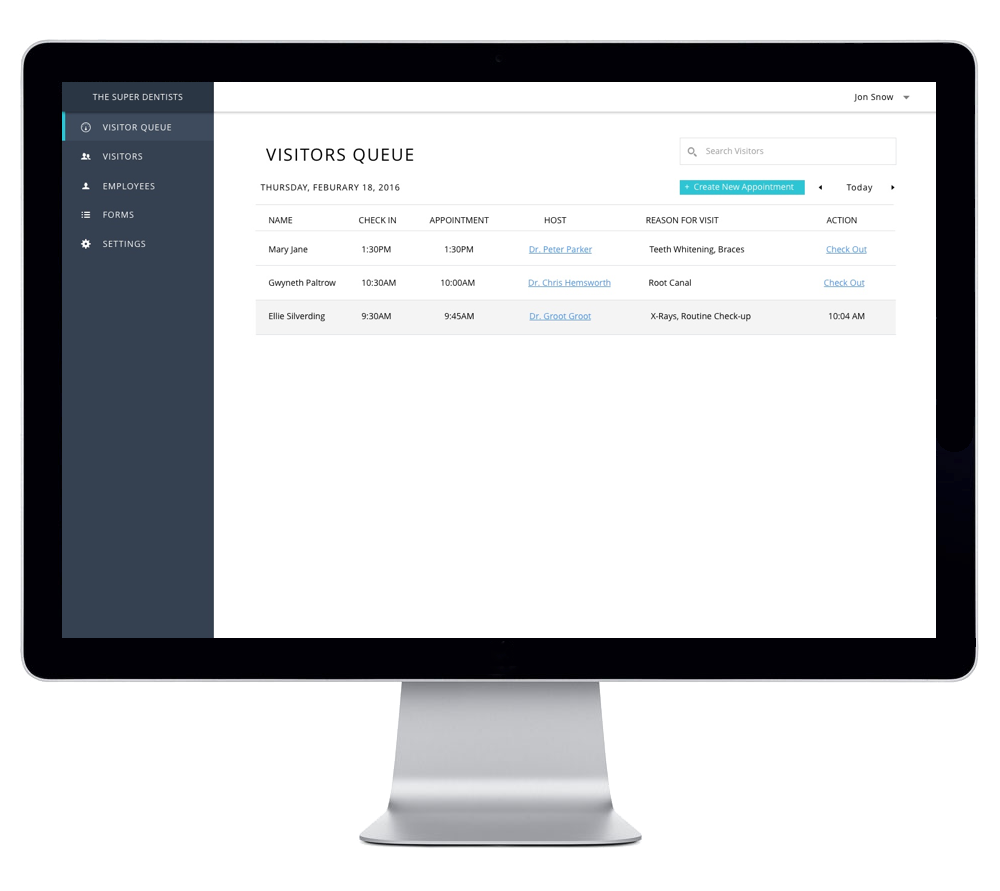 THE SUPER DENTISTS
Jon Snow
VISITOR QUEUE
VISITORS
EMPLOYEES
FORMS
SETTINGS
VISITORS QUEUE
Search Visitors
THURSDAY, FEBURARY 18, 2016
+ Create New Appointment
Today
NAME CHECK IN APPOINTMENT HOST REASON FOR VISIT ACTION
Mary Jane 1:30PM 1:30PM Dr. Peter Parker Teeth Whitening, Braces Check Out
Gwyneth Paltrow 10:30AM 10:00AM Dr. Chris Hemsworth Root Canal Check Out
Ellie Silverding 9:30AM 9:45AM Dr. Groot Groot X-Rays, Routine Check-up 10:04 AM